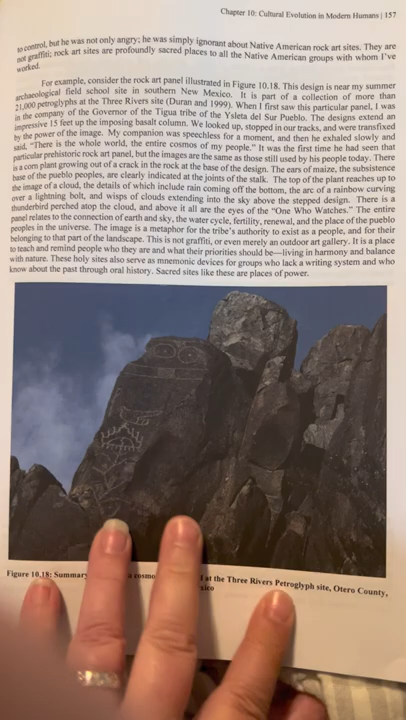 Chapter 10: Cultural Evolution in Modern Humans | 157
to control, but he was not only angry; he was simply ignorant about Native American rock art sites. They are
not graffiti; rock art sites are profoundly sacred places to all the Native American groups with whom I've
worked.
For example, consider the rock art panel illustrated in Figure 10.18. This design is near my summer
archaeological field school site in southern New Mexico. It is part of a collection of more than
21,000 petroglyphs at the Three Rivers site (Duran and 1999). When I first saw this particular panel, I was
in the company of the Governor of the Tigua tribe of the Ysleta del Sur Pueblo. The designs extend an
impressive 15 feet up the imposing basalt column. We looked up, stopped in our tracks, and were transfixed
by the power of the image. My companion was speechless for a moment, and then he exhaled slowly and
said, "There is the whole world, the entire cosmos of my people." It was the first time he had seen that
particular prehistoric rock art panel, but the images are the same as those still used by his people today. There
is a corn plant growing out of a crack in the rock at the base of the design. The ears of maize, the subsistence
base of the pueblo peoples, are clearly indicated at the joints of the stalk. The top of the plant reaches up to
the image of a cloud, the details of which include rain coming off the bottom, the arc of a rainbow curving
over a lightning bolt, and wisps of clouds extending into the sky above the stepped design. There is a
thunderbird perched atop the cloud, and above it all are the eyes of the "One Who Watches." The entire
panel relates to the connection of earth and sky, the water cycle, fertility, renewal, and the place of the pueblo
peoples in the universe. The image is a metaphor for the tribe's authority to exist as a people, and for their
belonging to that part of the landscape. This is not graffiti, or even merely an outdoor art gallery. It is a place
to teach and remind people who they are and what their priorities should be—living in harmony and balance
with nature. These holy sites also serve as mnemonic devices for groups who lack a writing system and who
know about the past through oral history. Sacred sites like these are places of power.
Figure 10.18: Summary a cosmo at the Three Rivers Petroglyph site, Otero County,